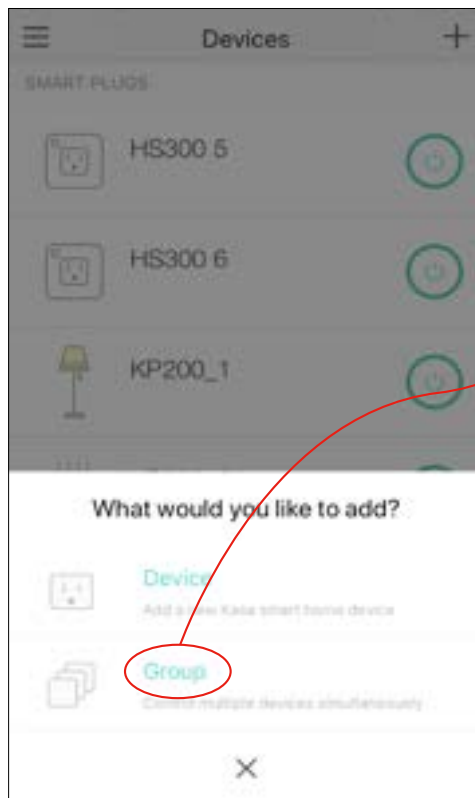 Devices
SMART PLUGS
HS300 5
HS300 6
KP200_1
What would you like to add?
Device
Add a new Kasa smart home device
Group
Control multiple devices simultaneously